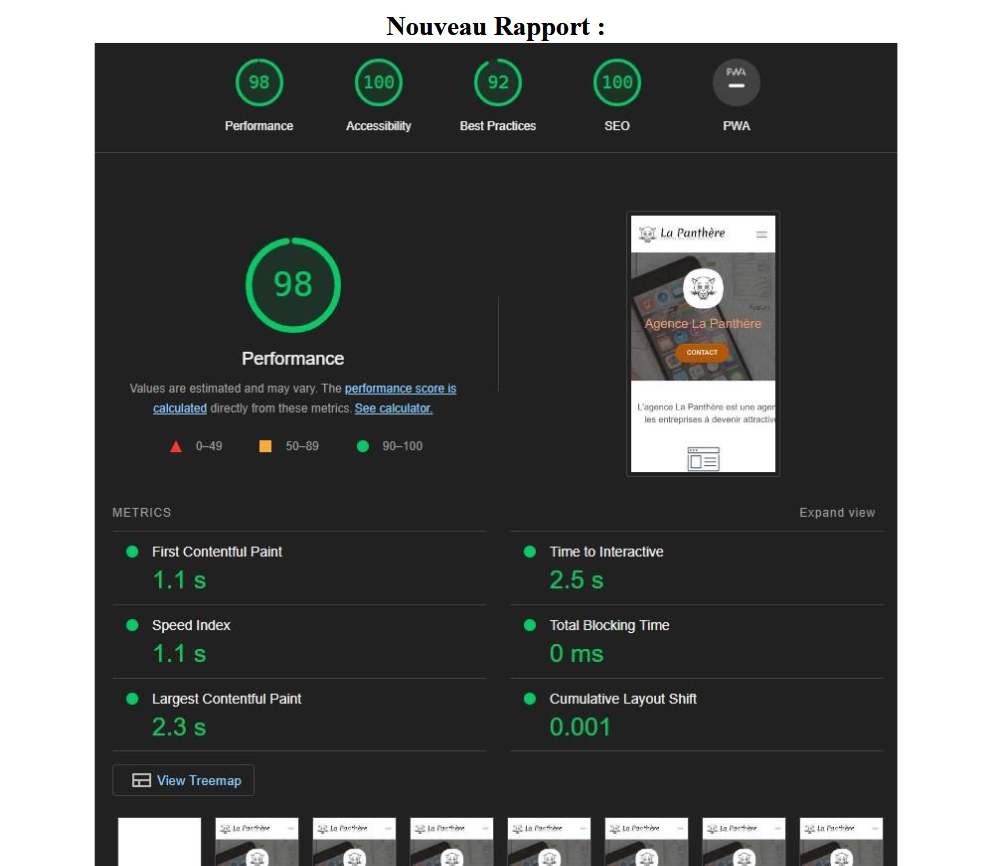 Nouveau Rapport :
98 100 92 100 PWA
Performance Accessibility Best Practices SEO PWA
La Panthère
98
Agence La Panthère
CONTACT
Performance
Values are estimated and may vary. The performance score is
calculated directly from these metrics. See calculator.
L'agence La Panthère est une agen
les entreprises à devenir attractive
0–49 50–89 90–100
METRICS Expand view
First Contentful Paint Time to Interactive
1.1 s 2.5 s
Speed Index Total Blocking Time
1.1 s 0 ms
Largest Contentful Paint Cumulative Layout Shift
2.3 s 0.001
View Treemap
La Panthère La Panthère La Panthère La Panthère La Panthère La Panthère La Panthère